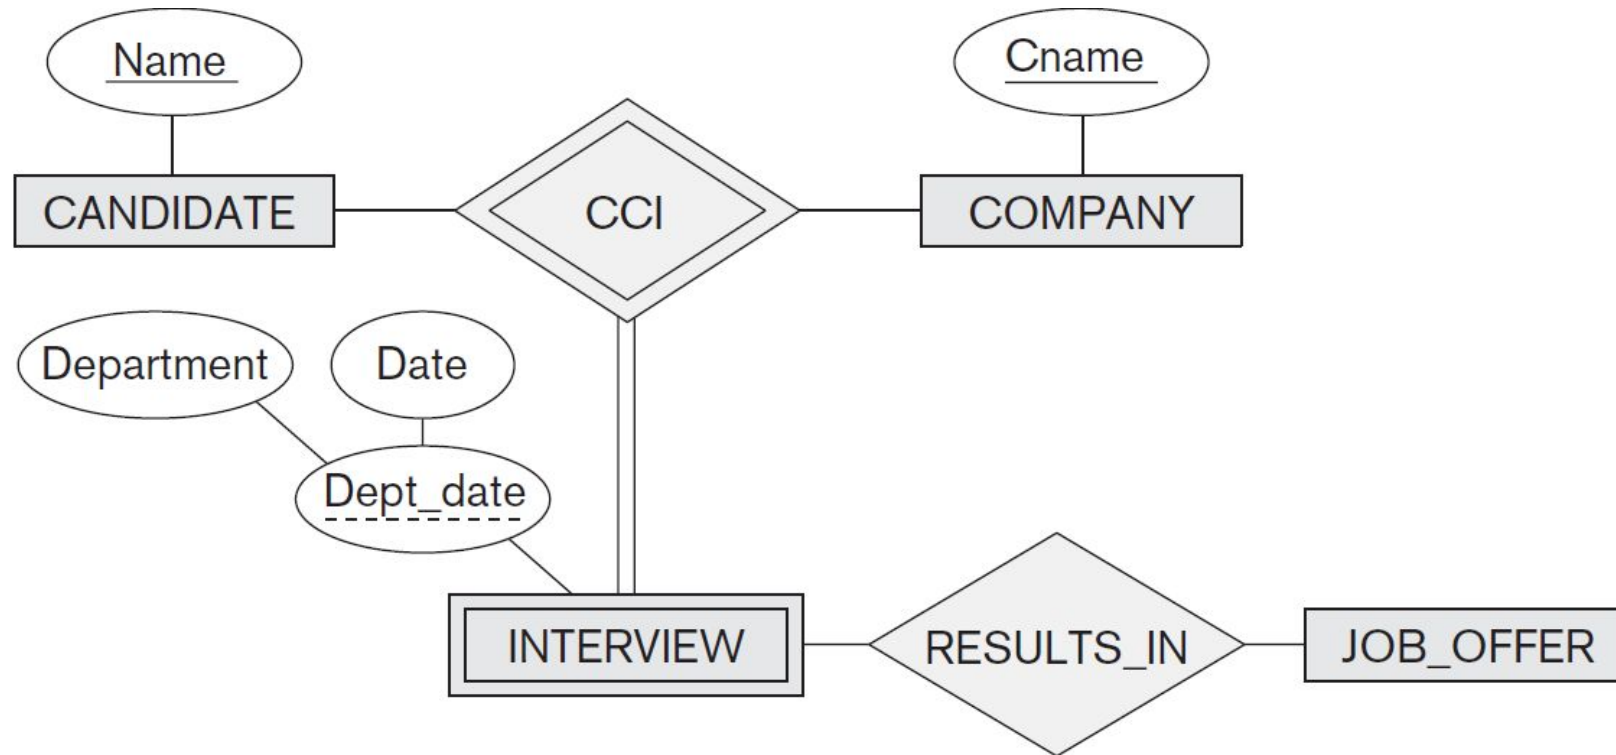 Name
Cname
CANDIDATE
CCI
COMPANY
Department
Date
Dept_date
INTERVIEW
RESULTS_IN
JOB_OFFER